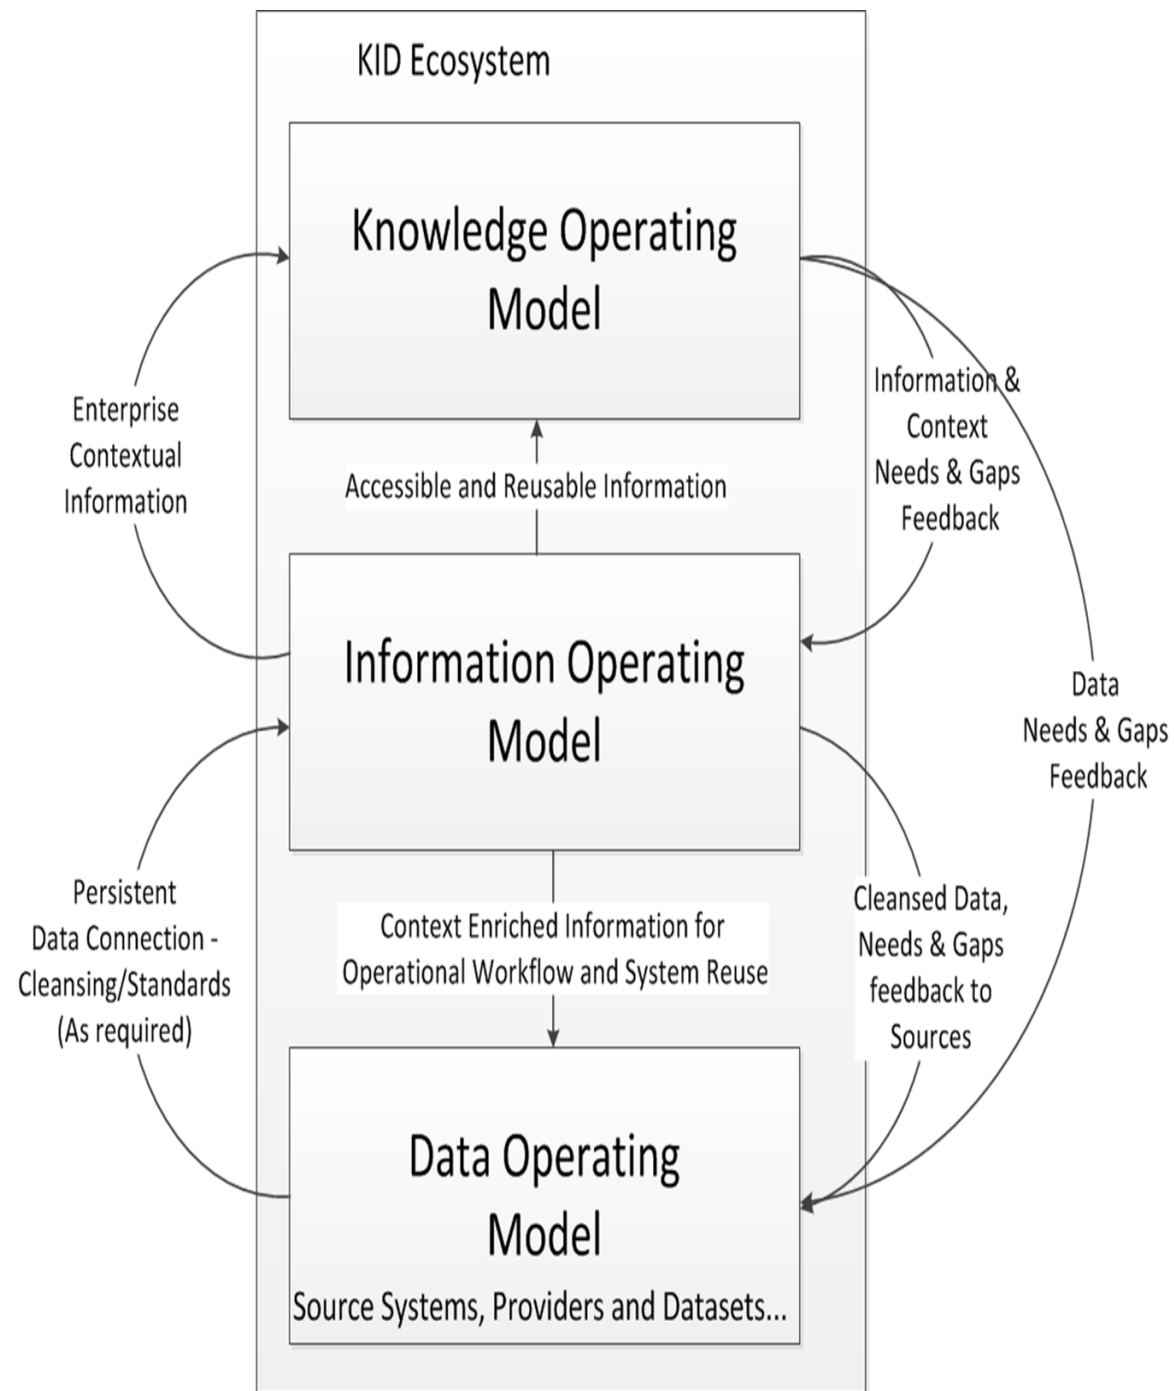 KID Ecosystem
Knowledge Operating
Model
Enterprise
Contextual
Information
Accessible and Reusable Information
Information &
Context
Needs & Gaps
Feedback
Information Operating
Model
Data
Needs & Gaps
Feedback
Persistent
Data Connection -
Cleansing/Standards
(As required)
Context Enriched Information for
Operational Workflow and System Reuse
Cleansed Data,
Needs & Gaps
feedback to
Sources
Data Operating
Model
Source Systems, Providers and Datasets...